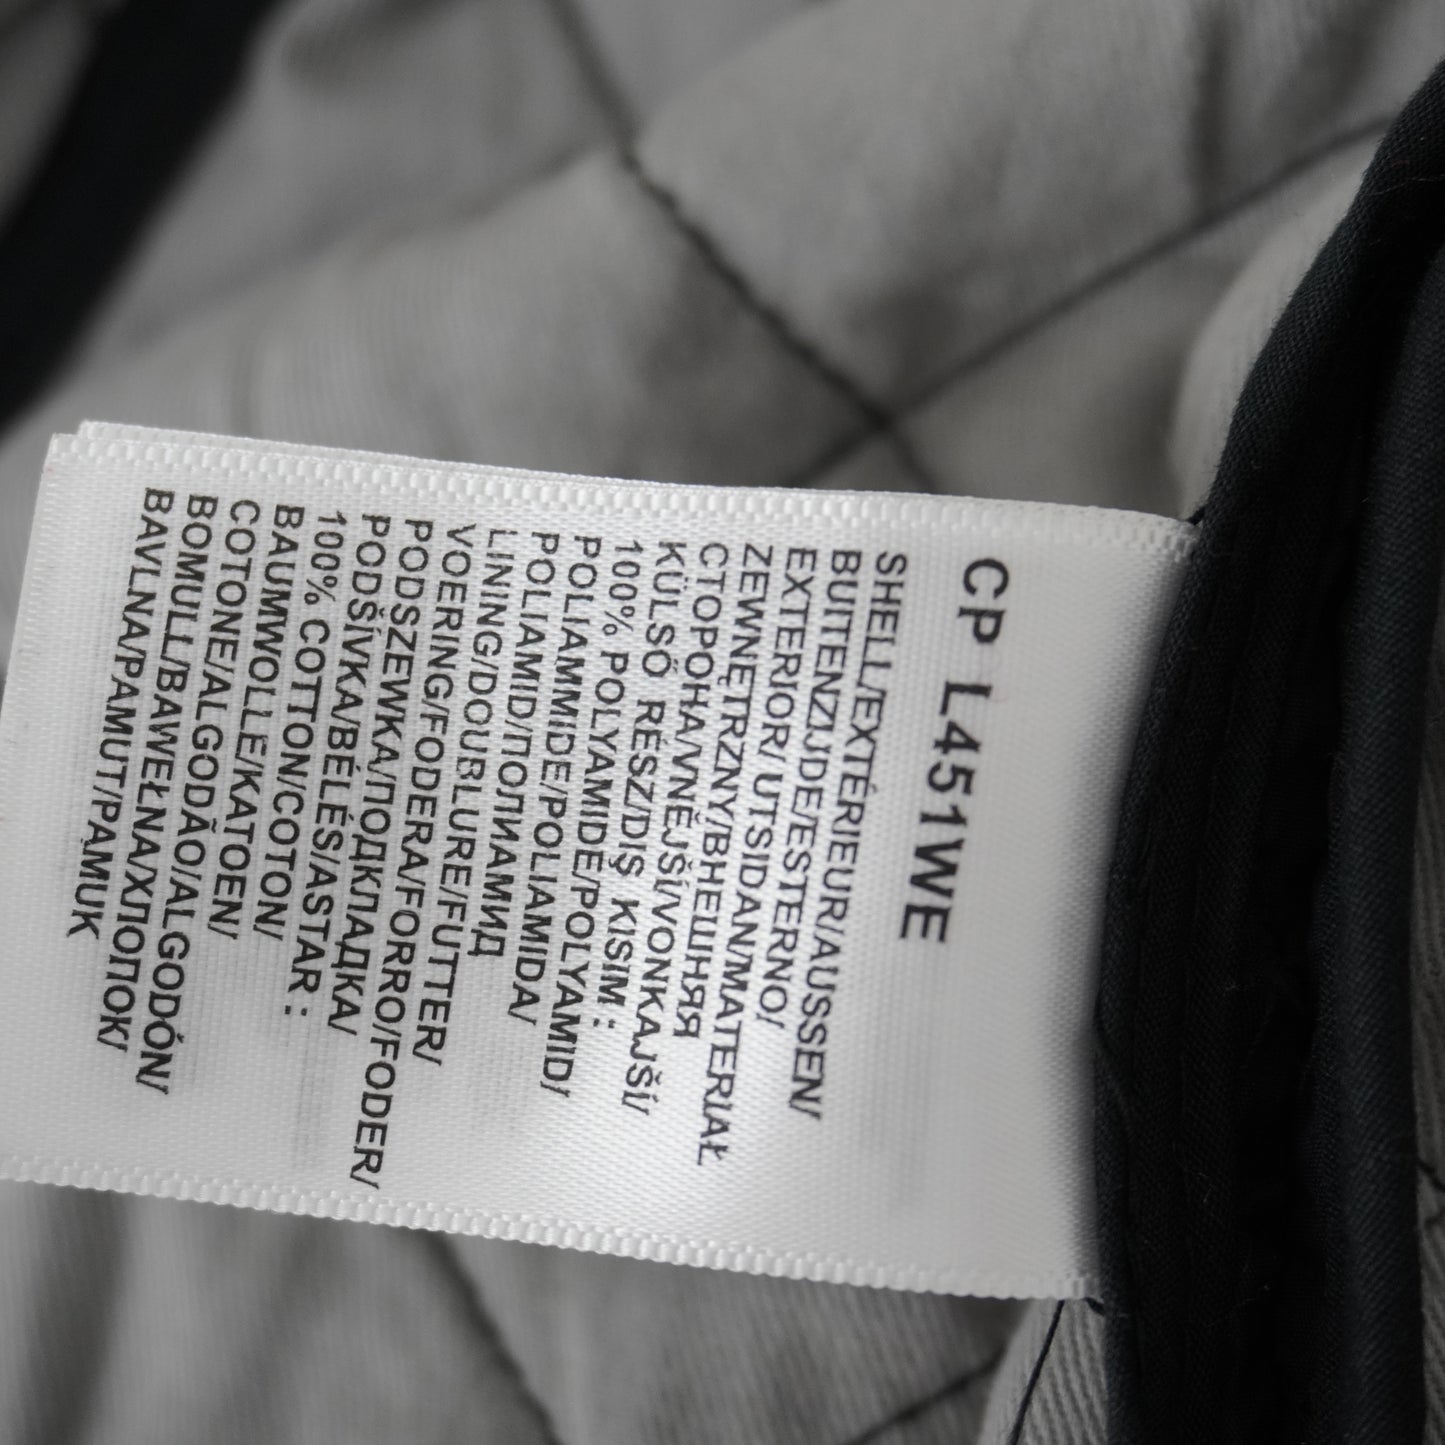 CP L451WE
SHELL/EXTÉRIEUR/AUSSEN/
BUITENZIJDE/ESTERNO/
EXTERIOR/ UTSIDAN/MATERIAŁ
ZEWNĘTRZNY/ВНЕШНЯЯ
СТОРОНА/VNĚJŠÍ/VONKAJŠÍ/
KÜLSŐ RÉSZ/DIŞ KISIM :
100% POLYAMIDE/POLYAMID/
POLIAMMIDE/POLIAMIDA/
POLIAMID/ПОЛИАМИД
LINING/DOUBLURE/FUTTER/
VOERING/FODERA/FORRO/FODER/
PODSZEWKA/ПОДКЛАДКА/
PODŠÍVKA/BÉLÉS/ASTAR :
100% COTTON/COTON/
BAUMWOLLE/KATOEN/
COTONE/ALGODÃO/ALGODÓN/
BOMULL/BAWEŁNA/ХЛОПОК/
BAVLNA/PAMUT/PAMUK